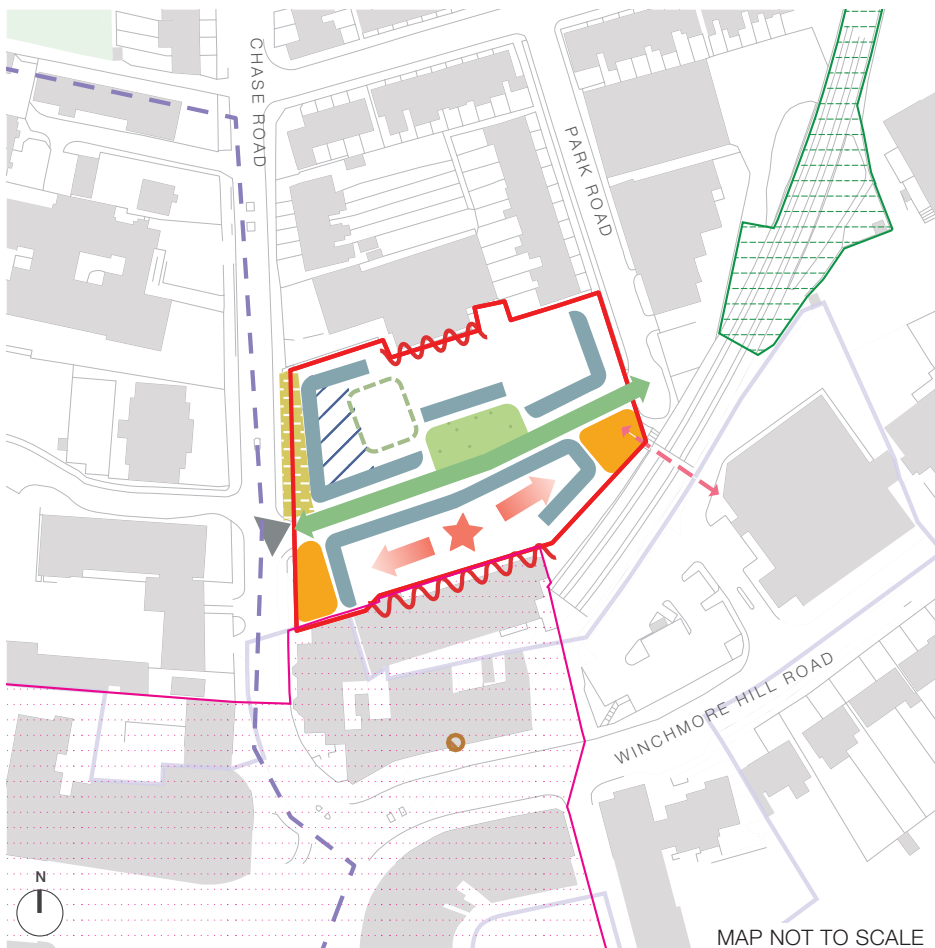 CHASE ROAD
PARK ROAD
WINCHMORE HILL ROAD
N
MAP NOT TO SCALE